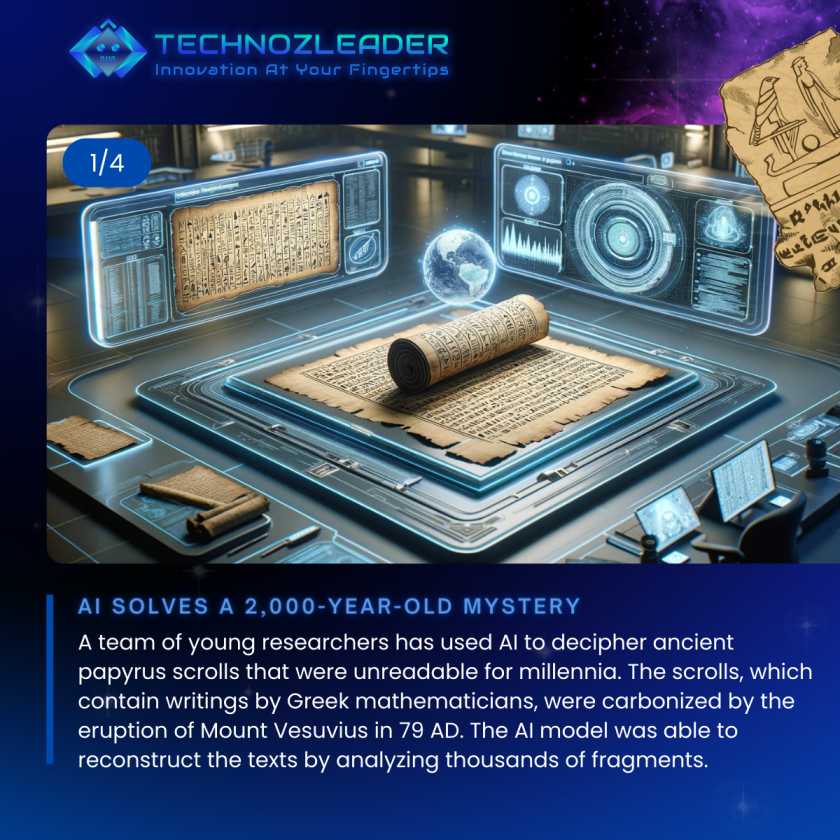 TECHNOZLEADER
Innovation At Your Fingertips
1/4
AI SOLVES A 2,000-YEAR-OLD MYSTERY
A team of young researchers has used AI to decipher ancient
papyrus scrolls that were unreadable for millennia. The scrolls, which
contain writings by Greek mathematicians, were carbonized by the
eruption of Mount Vesuvius in 79 AD. The AI model was able to
reconstruct the texts by analyzing thousands of fragments.